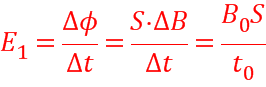 E₁ = Δϕ/Δt = S·ΔB/Δt = B₀S/t₀